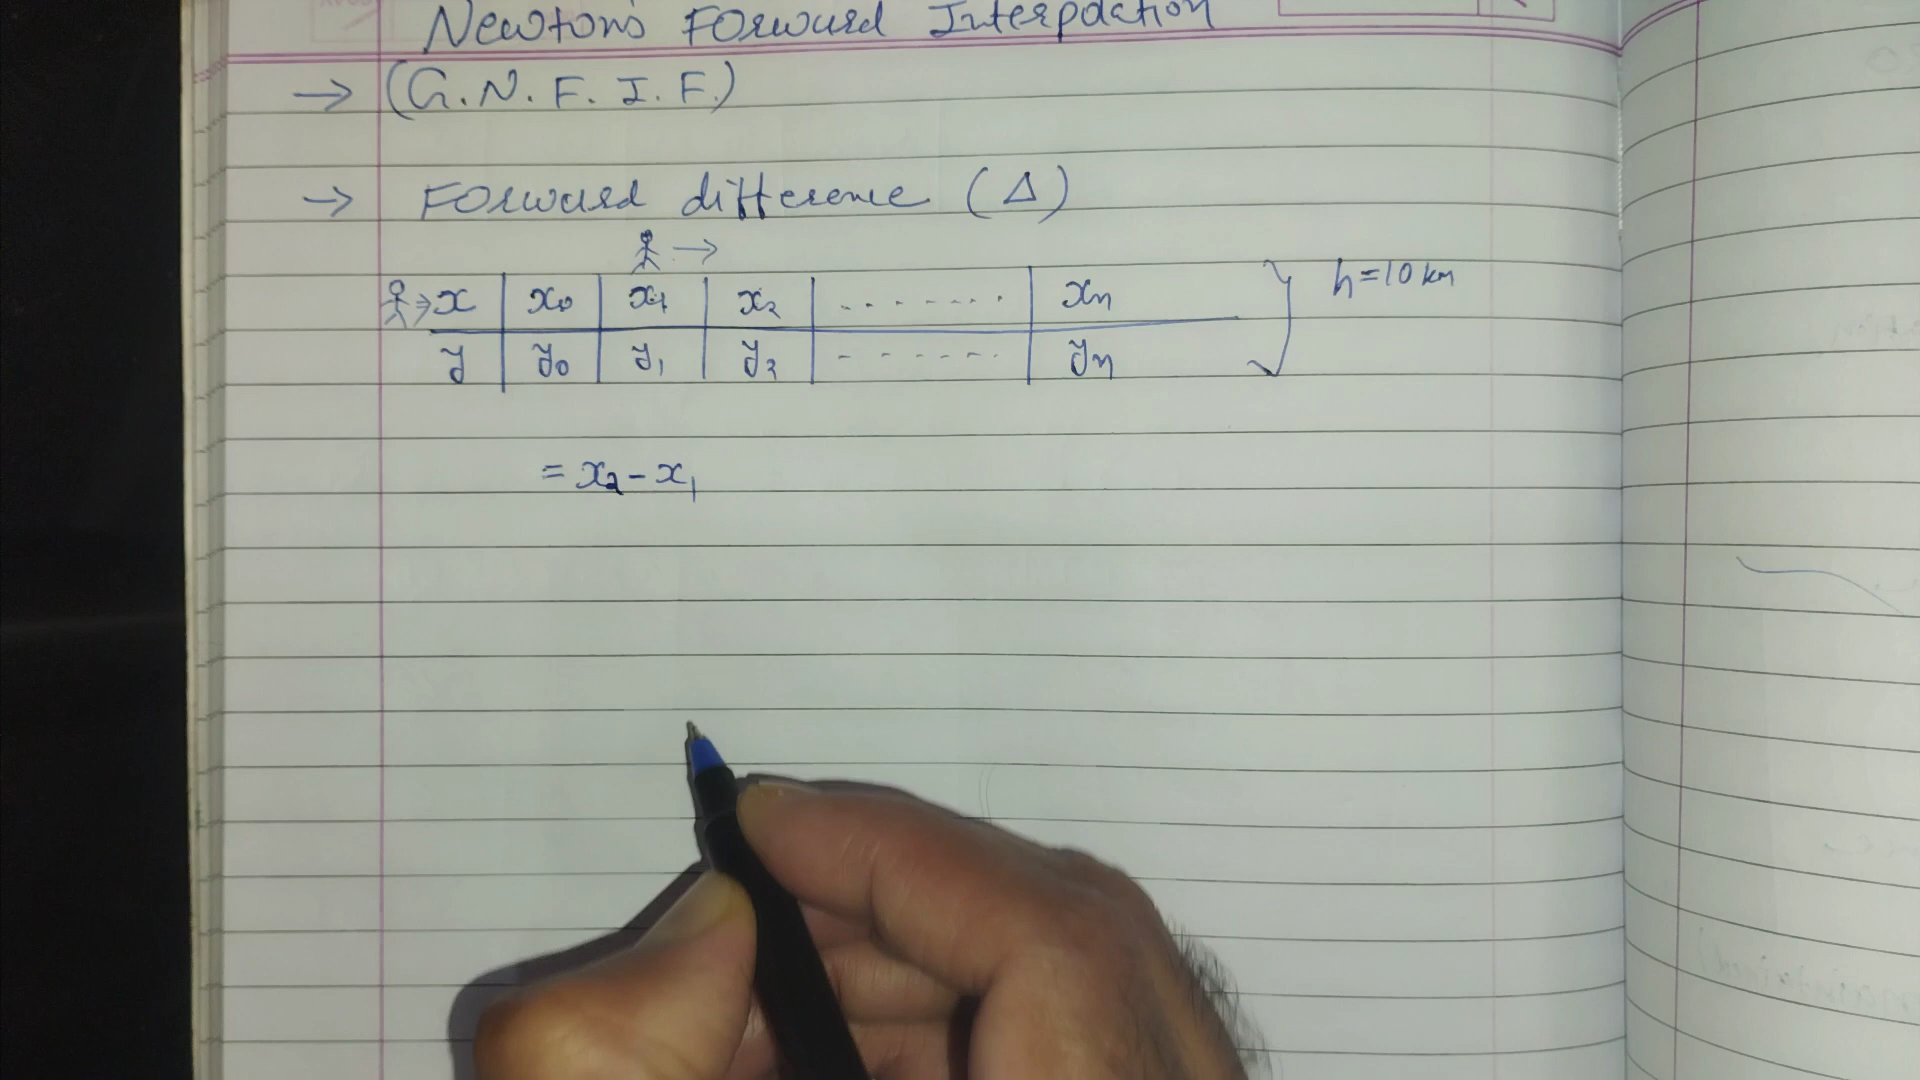 Newton's Forward Interpolation
→ (G. N. F. I. F.)
→ Forward difference (Δ)
→
→ x | x₀ | x₁ | x₂ | ....... | xₙ h = 10 km
y | y₀ | y₁ | y₂ | ------ | yₙ
= x₂ - x₁